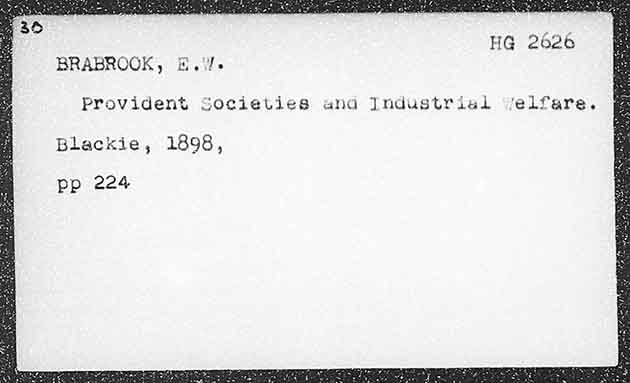 30
HG 2626
BRABROOK, E.W.
Provident Societies and Industrial Welfare.
Blackie, 1898,
pp 224